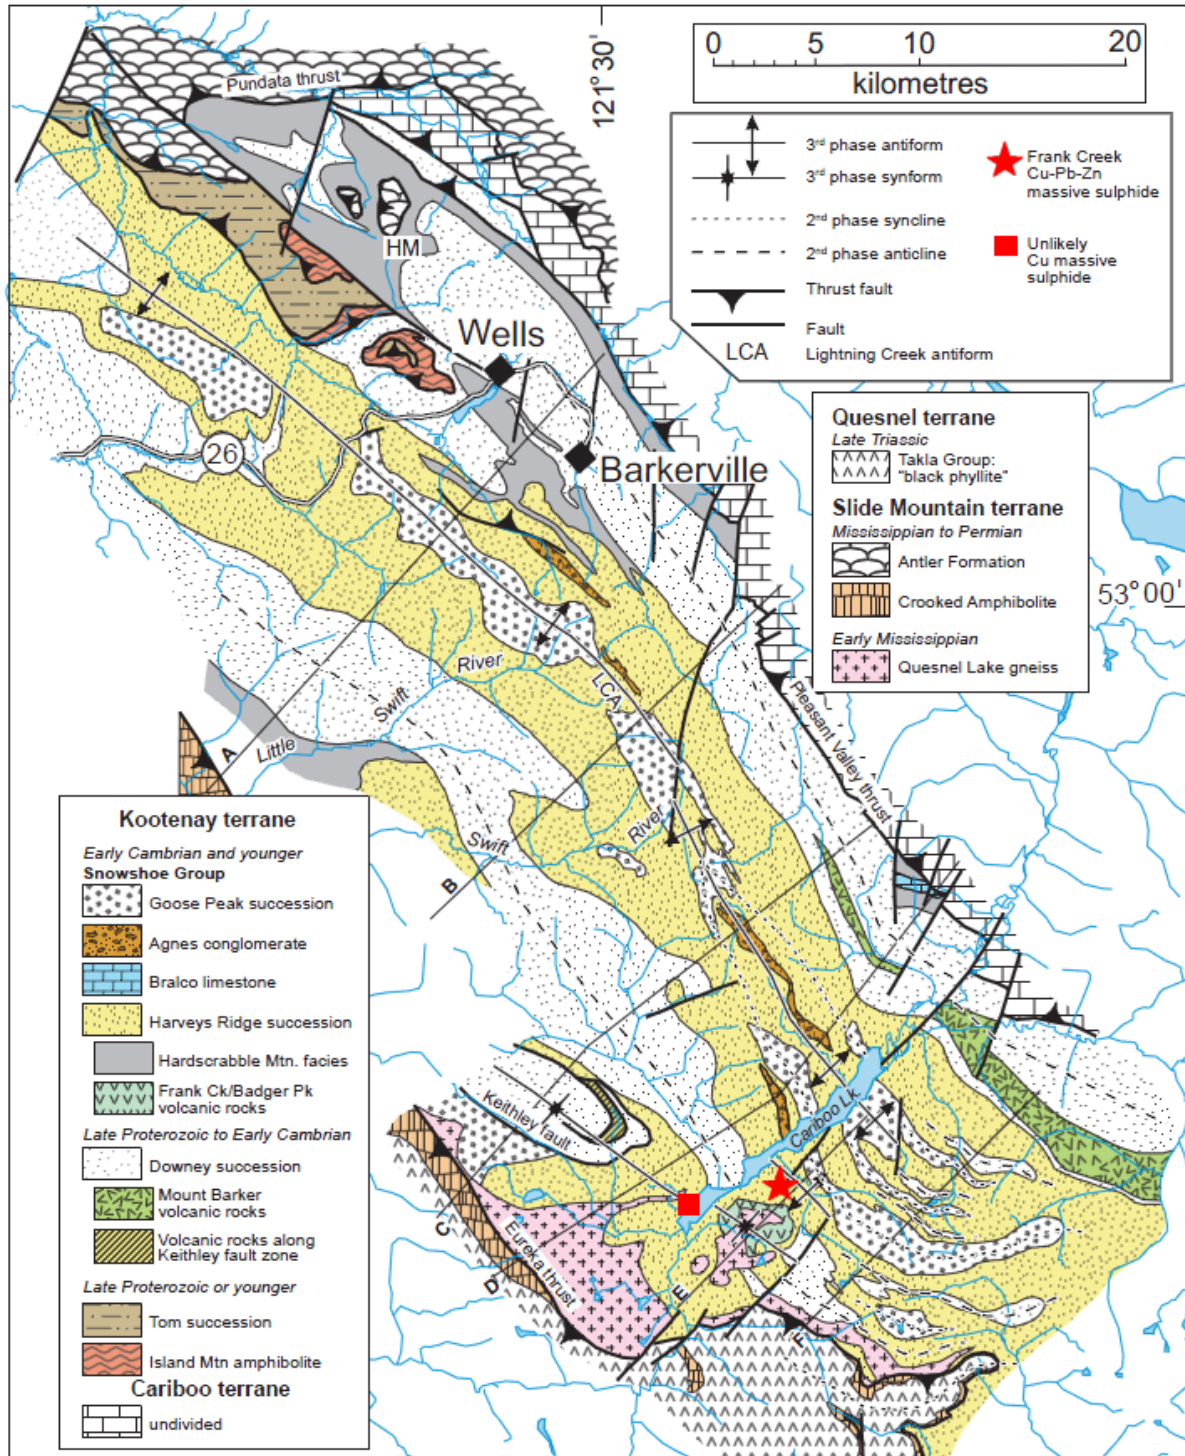 121° 30'
0 5 10 20
kilometres
3rd phase antiform
3rd phase synform
2nd phase syncline
2nd phase anticline
Thrust fault
Fault
LCA Lightning Creek antiform
Frank Creek
Cu-Pb-Zn
massive sulphide
Unlikely
Cu massive
sulphide
Pundata thrust
HM
Wells
26
Barkerville
Quesnel terrane
Late Triassic
Takla Group:
"black phyllite"
Slide Mountain terrane
Mississippian to Permian
Antler Formation
Crooked Amphibolite
Early Mississippian
Quesnel Lake gneiss
53° 00'
River
Swift
Little
LCA
Pleasant Valley thrust
A
B
River
Swift
Keithley fault
Cariboo Lk.
Eureka thrust
C
D
E
F
Kootenay terrane
Early Cambrian and younger
Snowshoe Group
Goose Peak succession
Agnes conglomerate
Bralco limestone
Harveys Ridge succession
Hardscrabble Mtn. facies
Frank Ck/Badger Pk
volcanic rocks
Late Proterozoic to Early Cambrian
Downey succession
Mount Barker
volcanic rocks
Volcanic rocks along
Keithley fault zone
Late Proterozoic or younger
Tom succession
Island Mtn amphibolite
Cariboo terrane
undivided